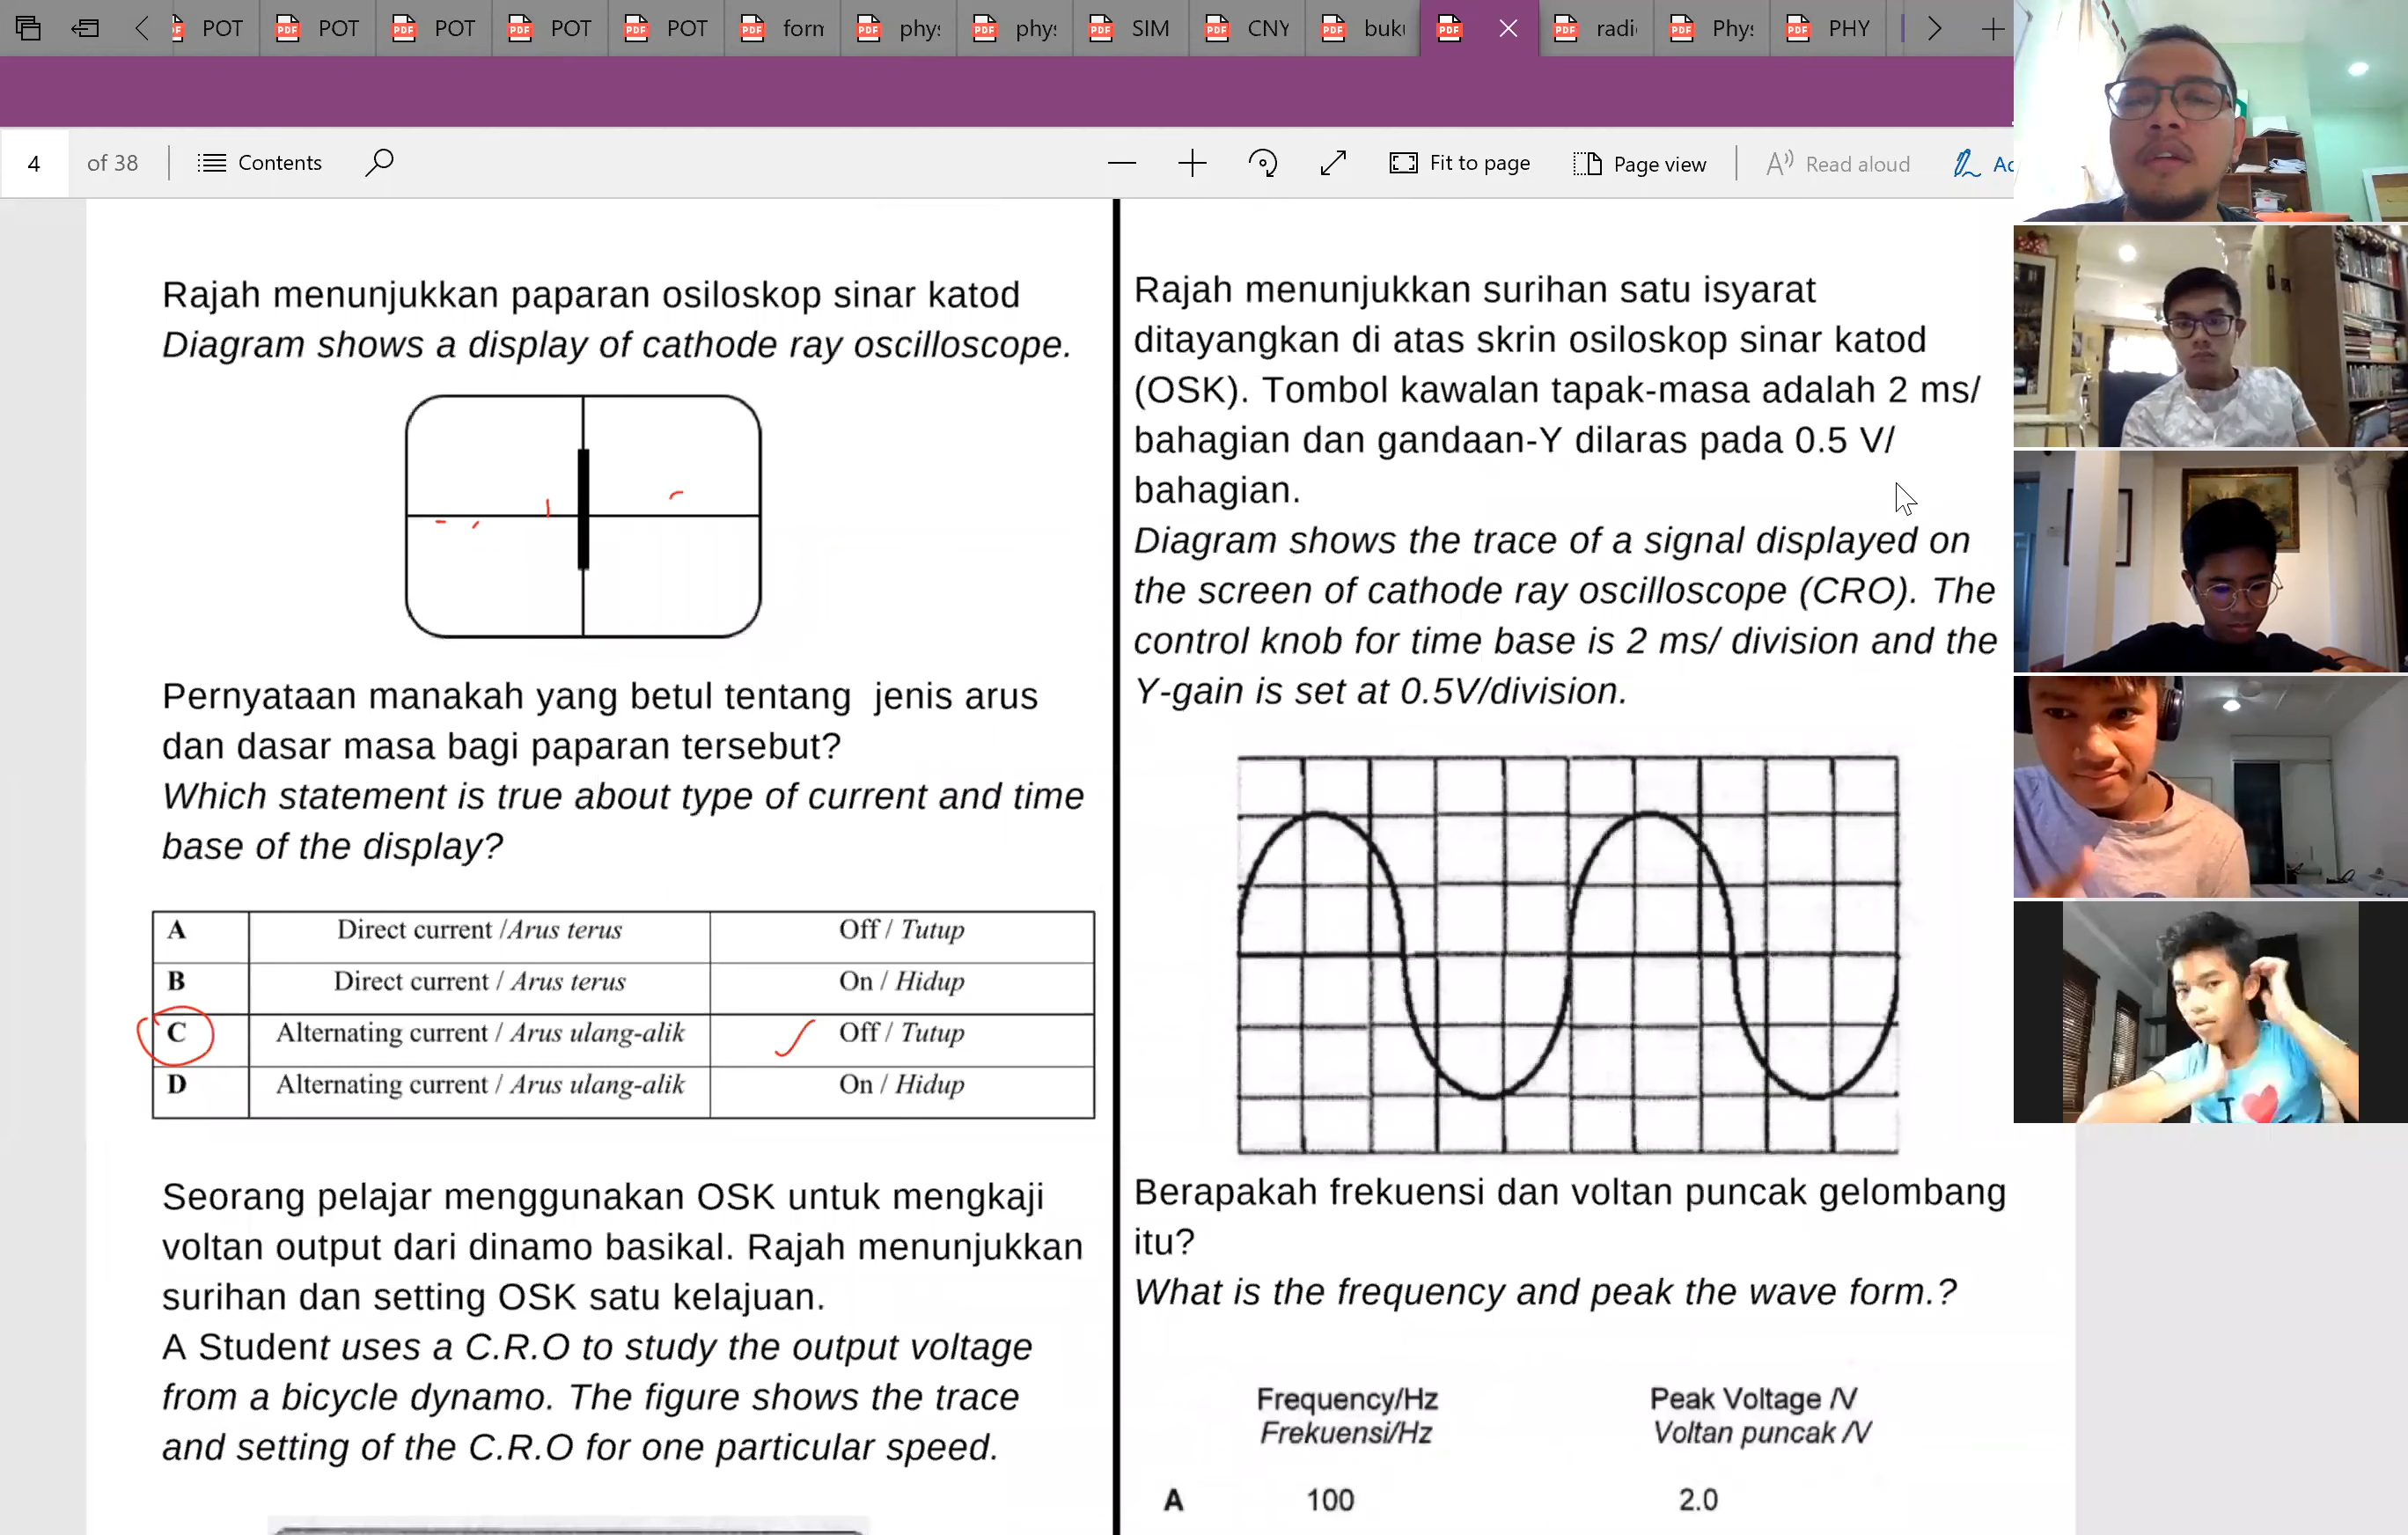 POT
POT
POT
POT
POT
form
phys
phys
SIM
CNY
buku
radi
Phys
PHY
4 of 38
Contents
Fit to page
Page view
Read aloud
Rajah menunjukkan paparan osiloskop sinar katod
Diagram shows a display of cathode ray oscilloscope.
Pernyataan manakah yang betul tentang jenis arus
dan dasar masa bagi paparan tersebut?
Which statement is true about type of current and time
base of the display?
A Direct current /Arus terus Off / Tutup
B Direct current / Arus terus On / Hidup
C Alternating current / Arus ulang-alik Off / Tutup
D Alternating current / Arus ulang-alik On / Hidup
Seorang pelajar menggunakan OSK untuk mengkaji
voltan output dari dinamo basikal. Rajah menunjukkan
surihan dan setting OSK satu kelajuan.
A Student uses a C.R.O to study the output voltage
from a bicycle dynamo. The figure shows the trace
and setting of the C.R.O for one particular speed.
Rajah menunjukkan surihan satu isyarat
ditayangkan di atas skrin osiloskop sinar katod
(OSK). Tombol kawalan tapak-masa adalah 2 ms/
bahagian dan gandaan-Y dilaras pada 0.5 V/
bahagian.
Diagram shows the trace of a signal displayed on
the screen of cathode ray oscilloscope (CRO). The
control knob for time base is 2 ms/ division and the
Y-gain is set at 0.5V/division.
Berapakah frekuensi dan voltan puncak gelombang
itu?
What is the frequency and peak the wave form.?
Frequency/Hz Peak Voltage /V
Frekuensi/Hz Voltan puncak /V
A 100 2.0
I